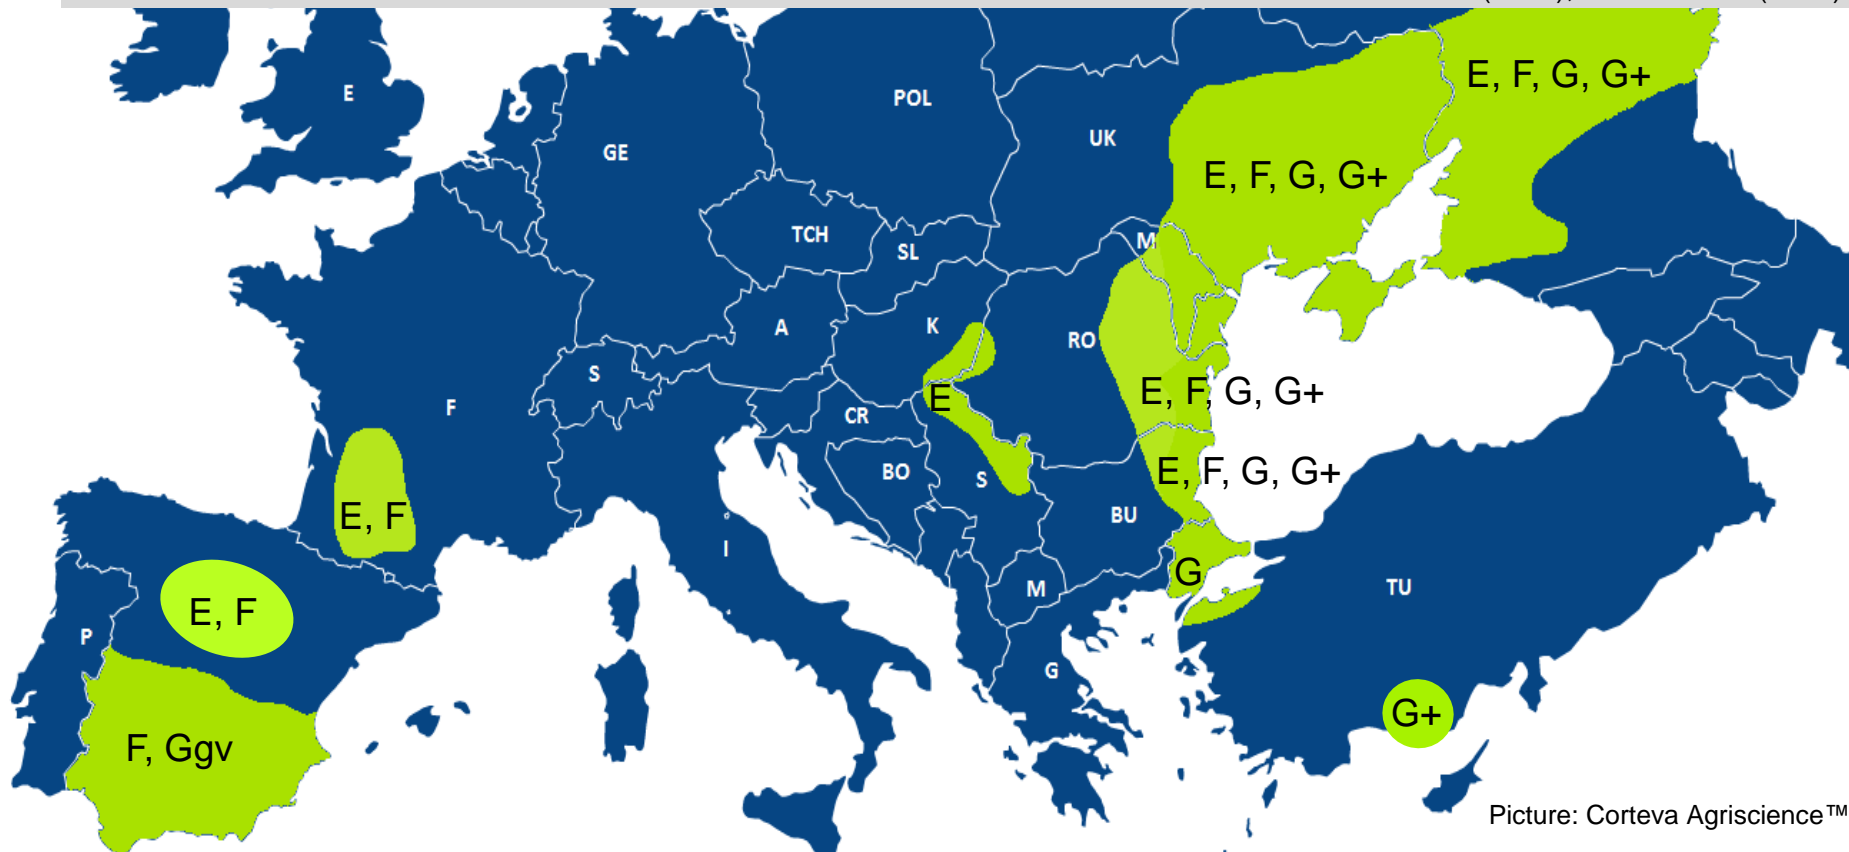 E, F, G, G+
E
POL
UK
GE
E, F, G, G+
TCH
SL
M
A
K
RO
S
E, F, G, G+
E
F
CR
BO
S
E, F, G, G+
E, F
BU
I
G
TU
M
E, F
P
G
G+
F, Ggv
Picture: Corteva Agriscience™